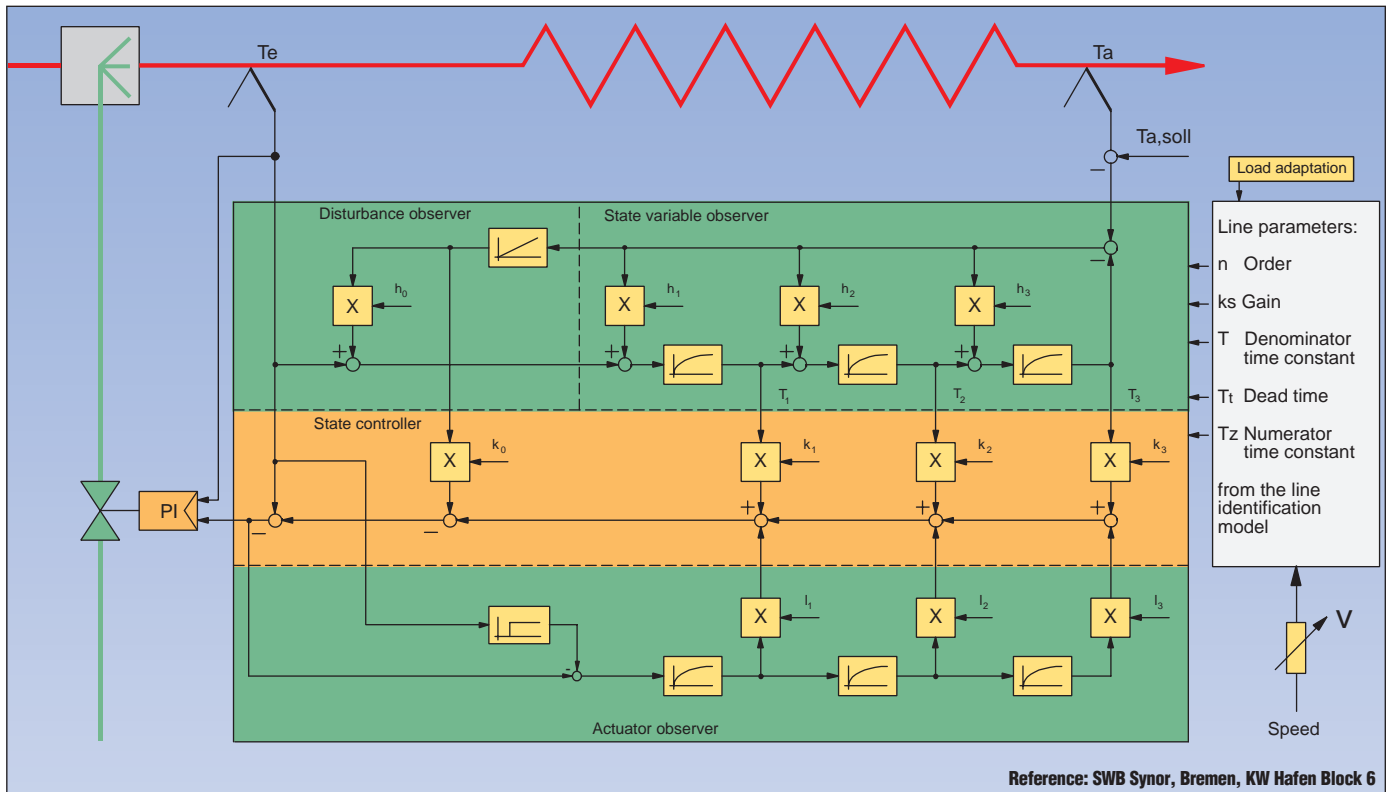 Te
Ta
Ta,soll
Load adaptation
Disturbance observer
State variable observer
Line parameters:
n Order
ks Gain
T Denominator
time constant
Tt Dead time
Tz Numerator
time constant
from the line
identification
model
−
−
X
h0
X
h1
X
h2
X
h3
+
+
+
+
T1
T2
T3
State controller
X
k0
X
k1
X
k2
X
k3
PI
−
−
+
+
+
X
l1
X
l2
X
l3
-
Actuator observer
V
Speed
Reference: SWB Synor, Bremen, KW Hafen Block 6